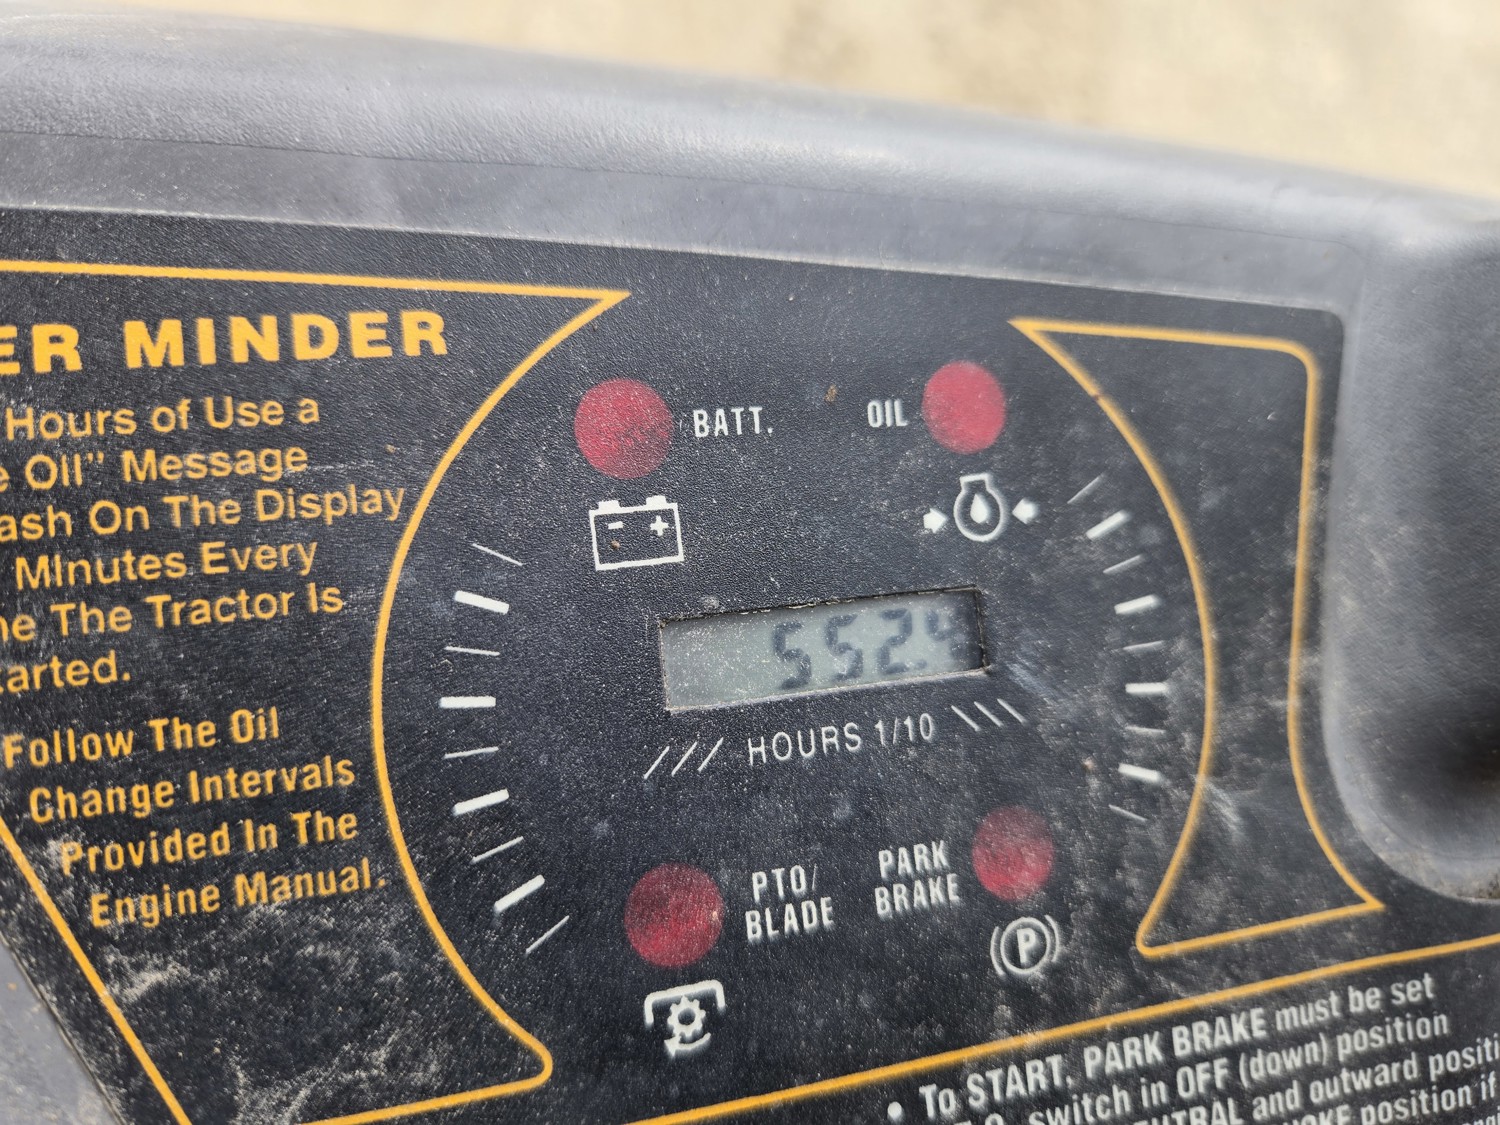 ER MINDER
Hours of Use a
e Oil" Message
ash On The Display
MInutes Every
ne The Tractor Is
tarted.
Follow The Oil
Change Intervals
Provided In The
Engine Manual.
BATT.
OIL
- +
552.4
HOURS 1/10
PTO/
BLADE
PARK
BRAKE
P
• To START, PARK BRAKE must be set
switch in OFF (down) position
and outward positi
position if